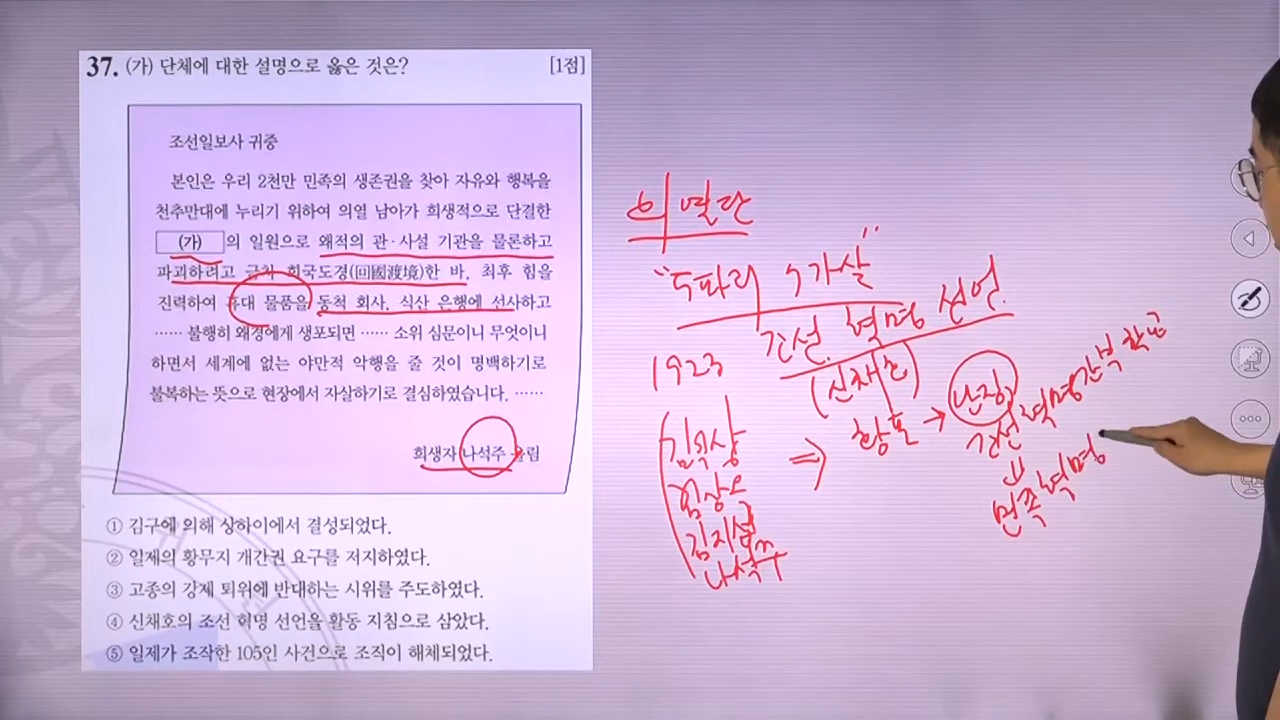 37. (가) 단체에 대한 설명으로 옳은 것은? [1점]
조선일보사 귀중
본인은 우리 2천만 민족의 생존권을 찾아 자유와 행복을
천추만대에 누리기 위하여 의열 남아가 희생적으로 단결한
(가) 의 일원으로 왜적의 관·사설 기관을 물론하고
파괴하려고 금차 회국도경(回國渡境)한 바, 최후 힘을
진력하여 휴대 물품을 동척 회사, 식산 은행에 선사하고
…… 불행히 왜경에게 생포되면 …… 소위 심문이니 무엇이니
하면서 세계에 없는 야만적 악행을 줄 것이 명백하기로
불복하는 뜻으로 현장에서 자살하기로 결심하였습니다. ……
희생자 나석주 올림
① 김구에 의해 상하이에서 결성되었다.
② 일제의 황무지 개간권 요구를 저지하였다.
③ 고종의 강제 퇴위에 반대하는 시위를 주도하였다.
④ 신채호의 조선 혁명 선언을 활동 지침으로 삼았다.
⑤ 일제가 조작한 105인 사건으로 조직이 해체되었다.
의열단
"5파괴 7가살"
1923 조선 혁명 선언
(신채호)
김익상
김상옥
김지섭
나석주
⇒ 황포 → 난징
조선 혁명 간부 학교
민족혁명